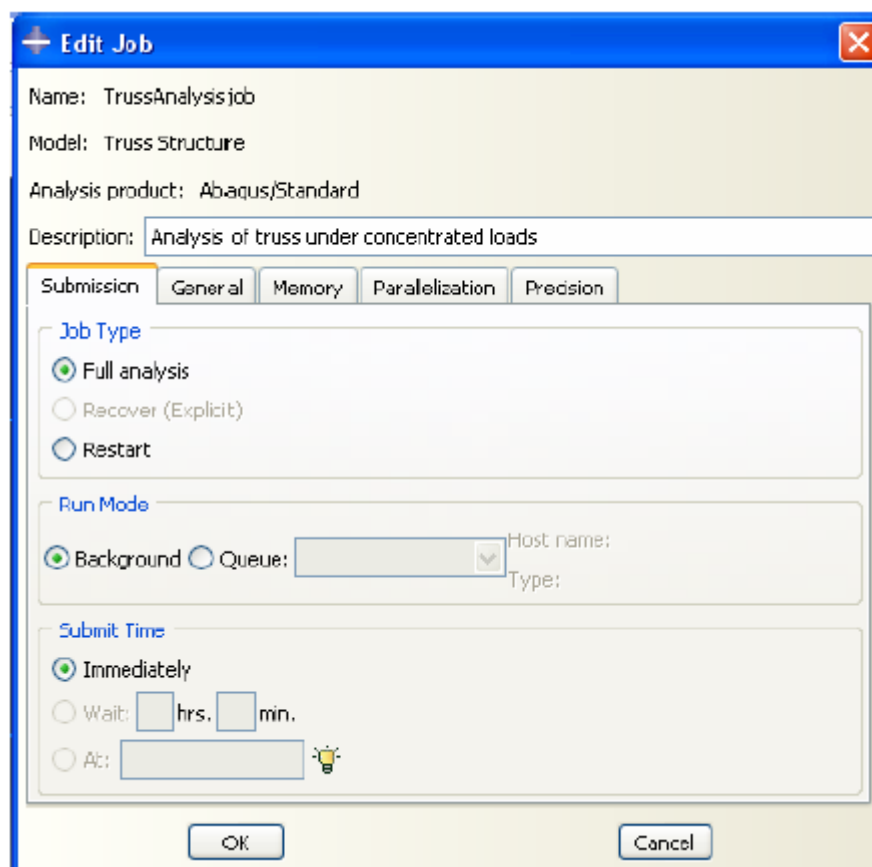 Edit Job
Name: TrussAnalysisjob
Model: Truss Structure
Analysis product: Abaqus/Standard
Description: Analysis of truss under concentrated loads
Submission General Memory Parallelization Precision
Job Type
Full analysis
Recover (Explicit)
Restart
Run Mode
Host name:
Background Queue:
Type:
Submit Time
Immediately
Wait: hrs. min.
At:
OK Cancel